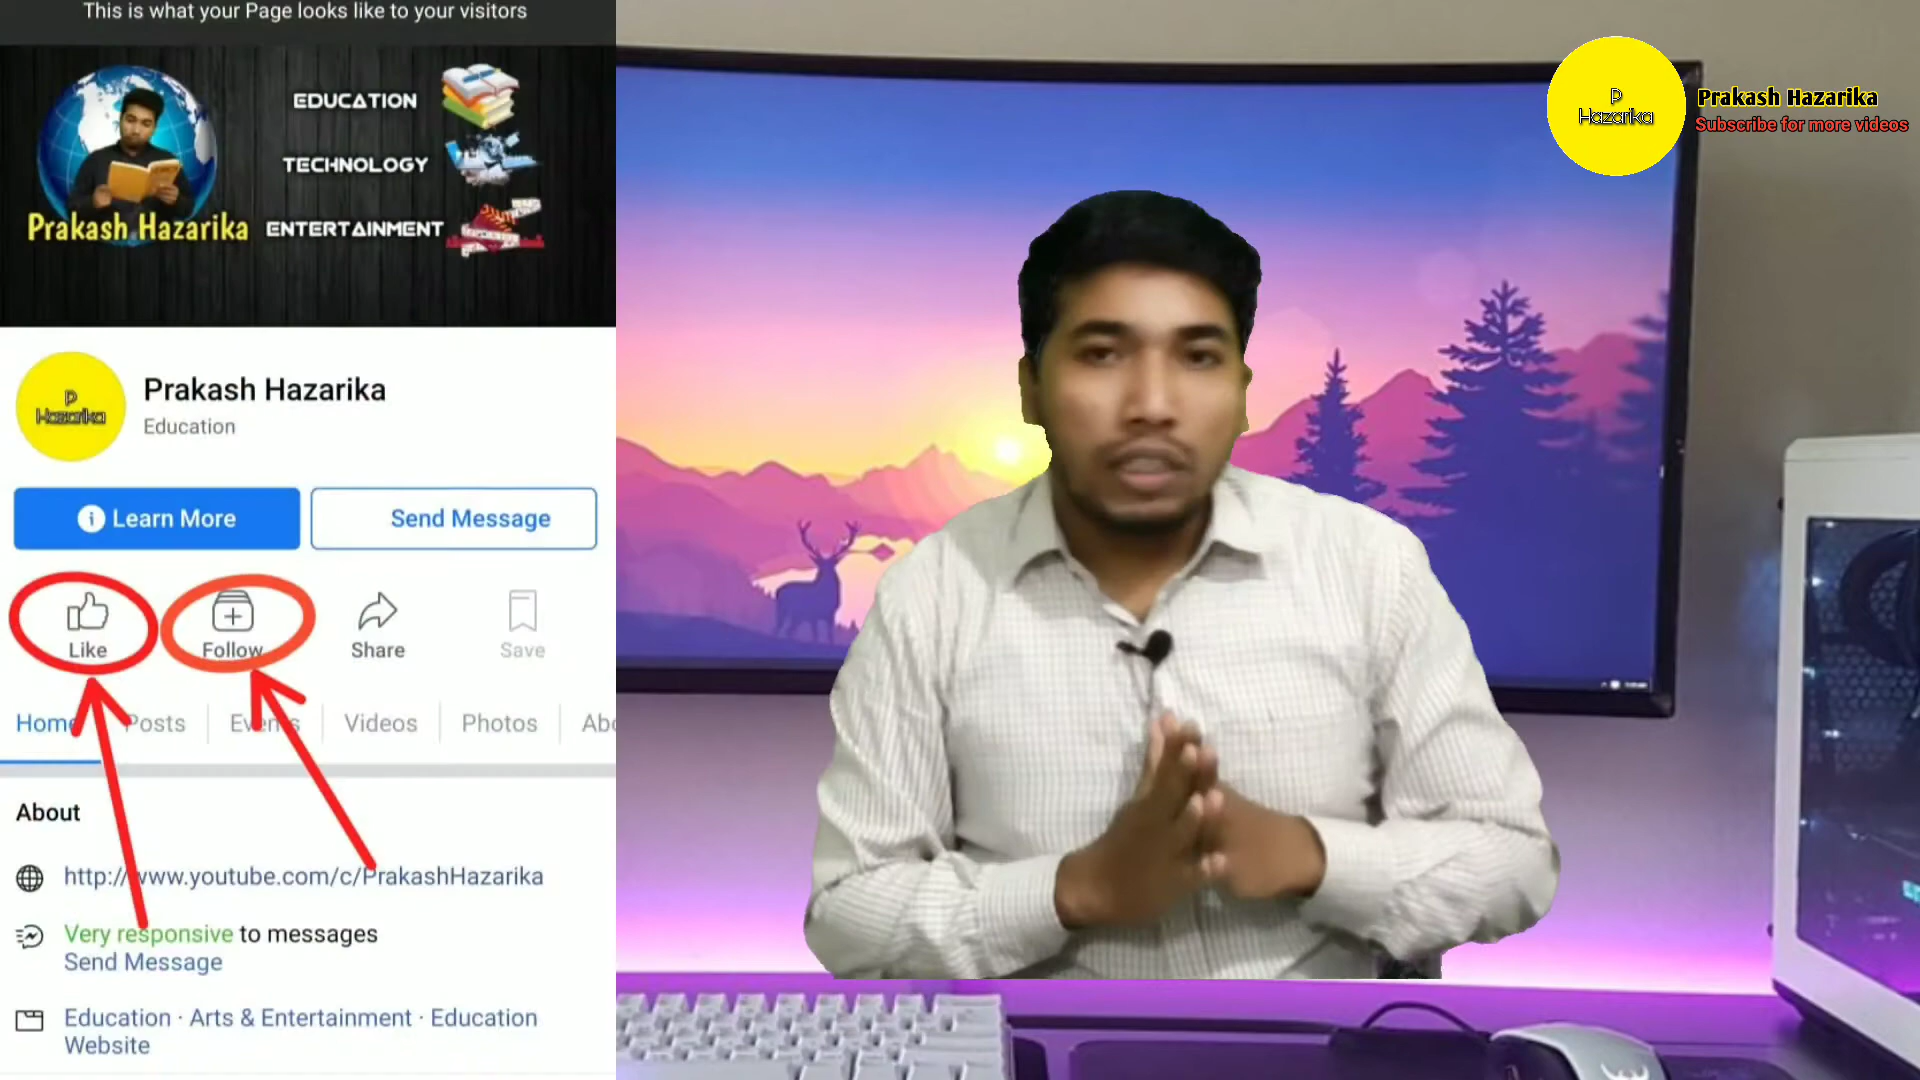 This is what your Page looks like to your visitors
EDUCATION
TECHNOLOGY
Prakash Hazarika
ENTERTAINMENT
P
Hazarika
Prakash Hazarika
Education
Learn More
Send Message
Like
Follow
Share
Save
Home
Posts
Events
Videos
Photos
Abo
About
http://www.youtube.com/c/PrakashHazarika
Very responsive to messages
Send Message
Education · Arts & Entertainment · Education
Website
P
Hazarika
Prakash Hazarika
Subscribe for more videos